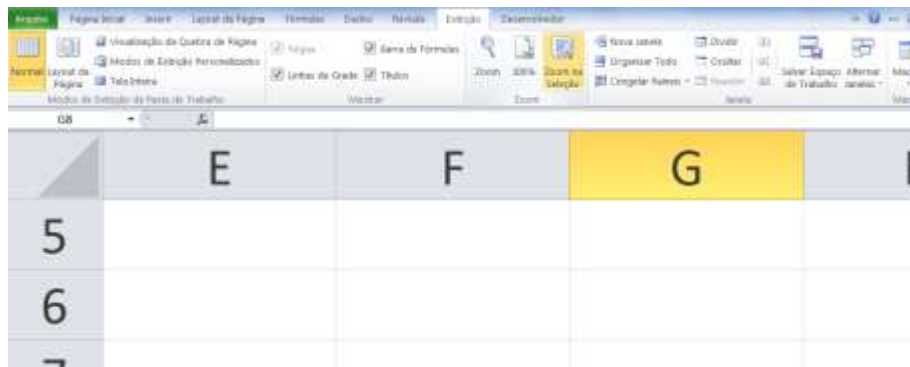 Arquivo Página Inicial Inserir Layout da Página Fórmulas Dados Revisão Exibição Desenvolvedor
Normal Layout da Página
Visualização da Quebra de Página
Modos de Exibição Personalizados
Tela Inteira
Modos de Exibição de Pasta de Trabalho
Régua Barra de Fórmulas
Linhas de Grade Títulos
Mostrar
Zoom 100% Zoom na Seleção
Zoom
Nova Janela Dividir
Organizar Tudo Ocultar
Congelar Painéis
Janela
Salvar Espaço de Trabalho
Alternar Janelas
G8
E F G
5
6